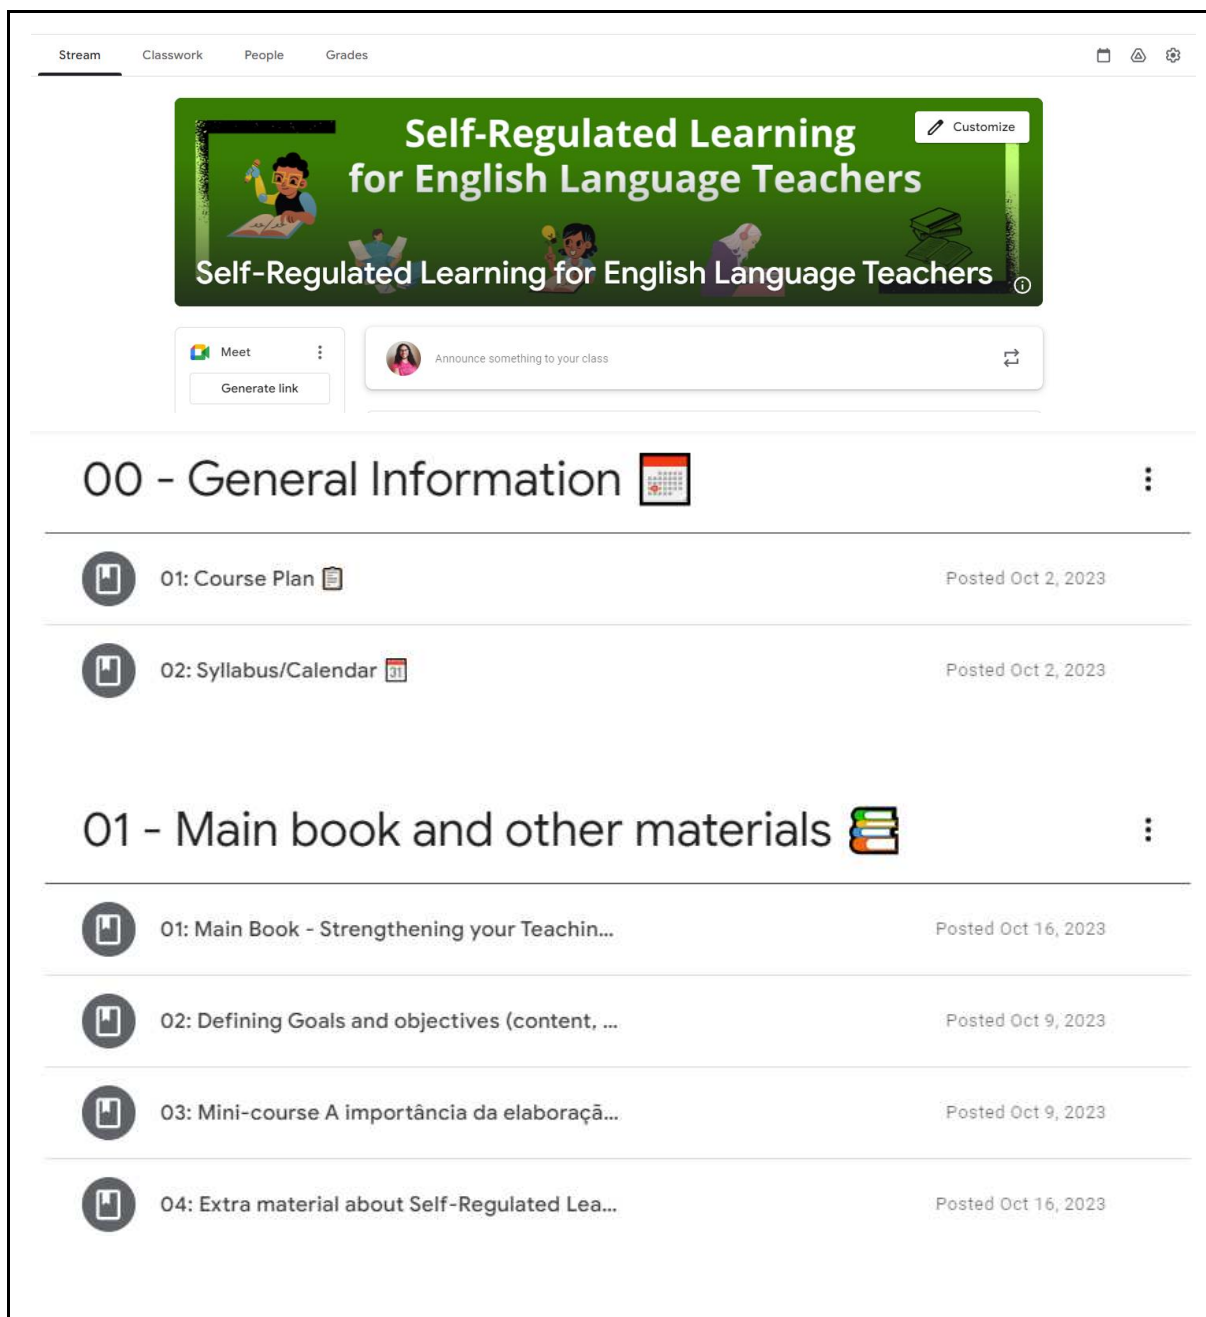 Stream Classwork People Grades
Self-Regulated Learning
for English Language Teachers
Customize
Self-Regulated Learning for English Language Teachers
Meet
Announce something to your class
Generate link
00 - General Information
01: Course Plan Posted Oct 2, 2023
02: Syllabus/Calendar 31 Posted Oct 2, 2023
01 - Main book and other materials
01: Main Book - Strengthening your Teachin... Posted Oct 16, 2023
02: Defining Goals and objectives (content, ... Posted Oct 9, 2023
03: Mini-course A importância da elaboraçã... Posted Oct 9, 2023
04: Extra material about Self-Regulated Lea... Posted Oct 16, 2023